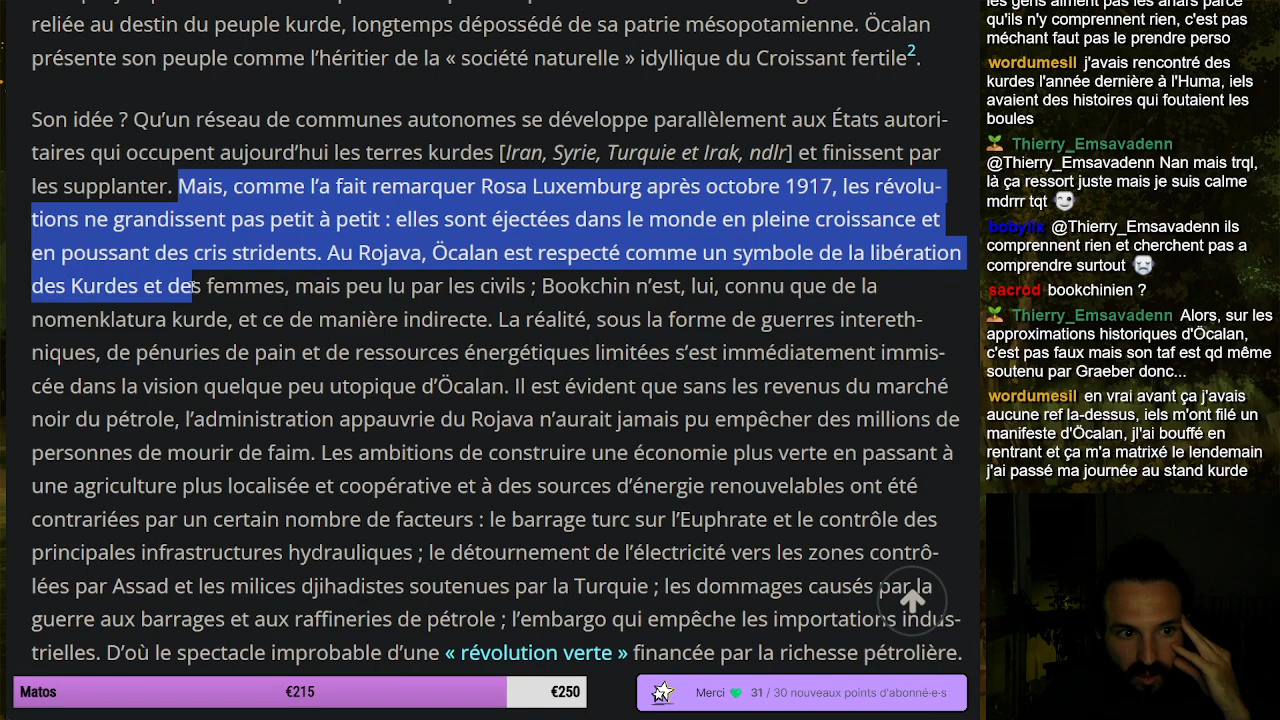 reliée au destin du peuple kurde, longtemps dépossédé de sa patrie mésopotamienne. Öcalan
présente son peuple comme l'héritier de la « société naturelle » idyllique du Croissant fertile2.
Son idée ? Qu'un réseau de communes autonomes se développe parallèlement aux États autori-
taires qui occupent aujourd'hui les terres kurdes [Iran, Syrie, Turquie et Irak, ndlr] et finissent par
les supplanter. Mais, comme l'a fait remarquer Rosa Luxemburg après octobre 1917, les révolu-
tions ne grandissent pas petit à petit : elles sont éjectées dans le monde en pleine croissance et
en poussant des cris stridents. Au Rojava, Öcalan est respecté comme un symbole de la libération
des Kurdes et des femmes, mais peu lu par les civils ; Bookchin n'est, lui, connu que de la
nomenklatura kurde, et ce de manière indirecte. La réalité, sous la forme de guerres intereth-
niques, de pénuries de pain et de ressources énergétiques limitées s'est immédiatement immis-
cée dans la vision quelque peu utopique d'Öcalan. Il est évident que sans les revenus du marché
noir du pétrole, l'administration appauvrie du Rojava n'aurait jamais pu empêcher des millions de
personnes de mourir de faim. Les ambitions de construire une économie plus verte en passant à
une agriculture plus localisée et coopérative et à des sources d'énergie renouvelables ont été
contrariées par un certain nombre de facteurs : le barrage turc sur l'Euphrate et le contrôle des
principales infrastructures hydrauliques ; le détournement de l'électricité vers les zones contrô-
lées par Assad et les milices djihadistes soutenues par la Turquie ; les dommages causés par la
guerre aux barrages et aux raffineries de pétrole ; l'embargo qui empêche les importations indus-
trielles. D'où le spectacle improbable d'une « révolution verte » financée par la richesse pétrolière.
Matos €215 €250
Merci 31 / 30 nouveaux points d'abonné·e·s
les gens aiment pas les anars parce
qu'ils n'y comprennent rien, c'est pas
méchant faut pas le prendre perso
wordumesil j'avais rencontré des
kurdes l'année dernière à l'Huma, iels
avaient des histoires qui foutaient les
boules
Thierry_Emsavadenn
@Thierry_Emsavadenn Nan mais trql,
là ça ressort juste mais je suis calme
mdrrr tqt
bobylix @Thierry_Emsavadenn ils
comprennent rien et cherchent pas a
comprendre surtout
sacrod bookchinien ?
Thierry_Emsavadenn Alors, sur les
approximations historiques d'Öcalan,
c'est pas faux mais son taf est qd même
soutenu par Graeber donc...
wordumesil en vrai avant ça j'avais
aucune ref la-dessus, iels m'ont filé un
manifeste d'Öcalan, jl'ai bouffé en
rentrant et ça m'a matrixé le lendemain
j'ai passé ma journée au stand kurde